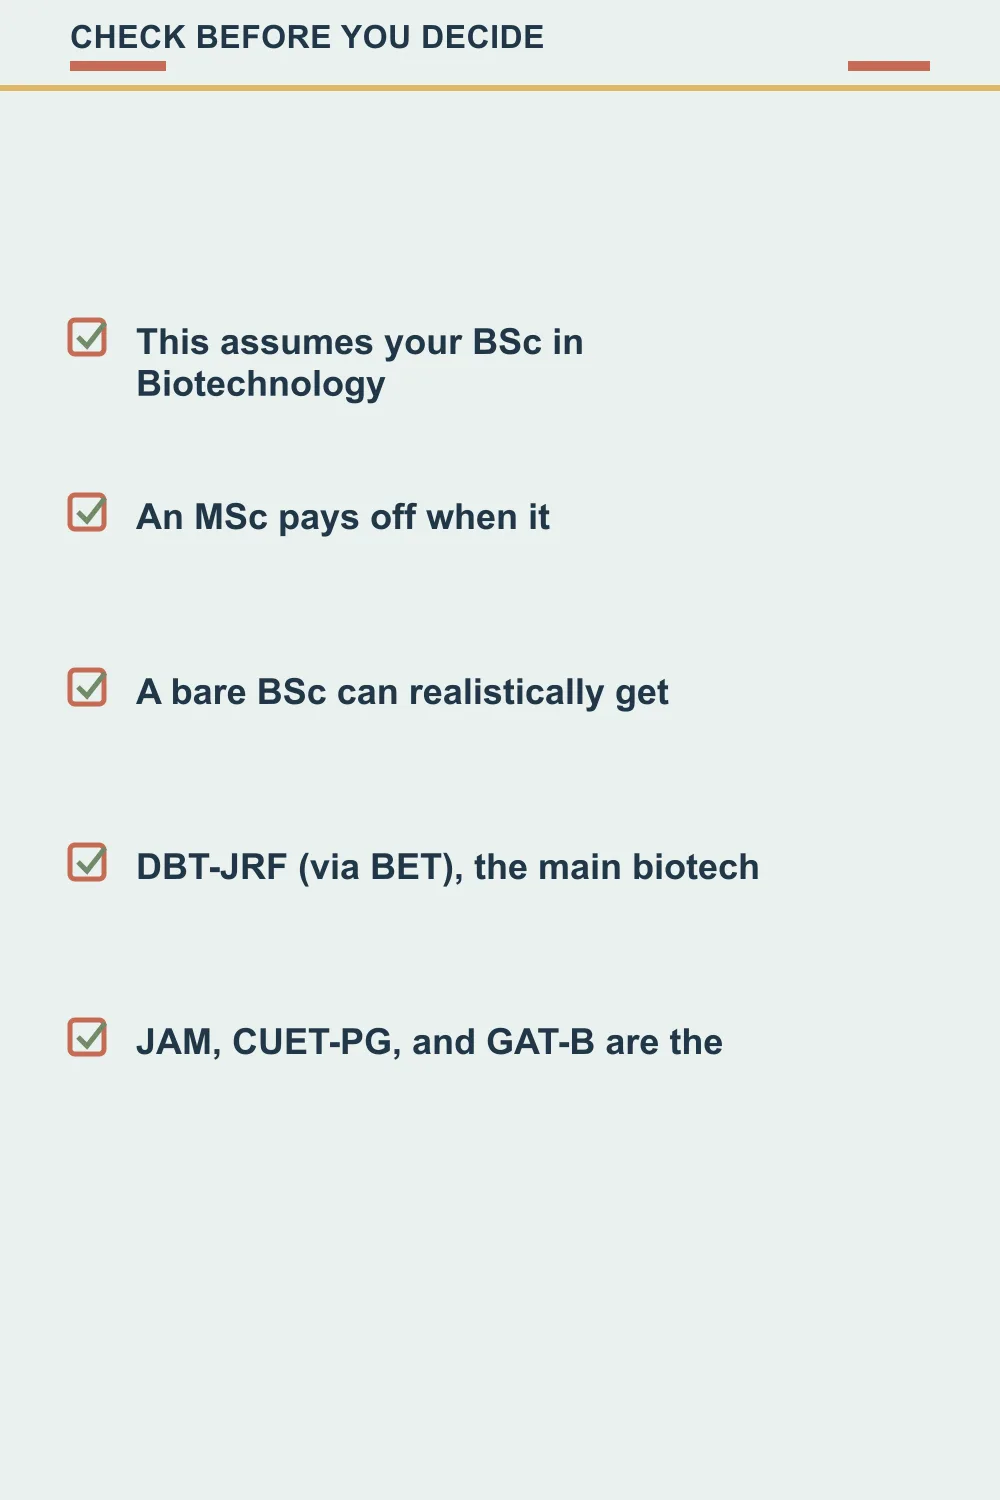 CHECK BEFORE YOU DECIDE
This assumes your BSc in
Biotechnology
An MSc pays off when it
A bare BSc can realistically get
DBT-JRF (via BET), the main biotech
JAM, CUET-PG, and GAT-B are the